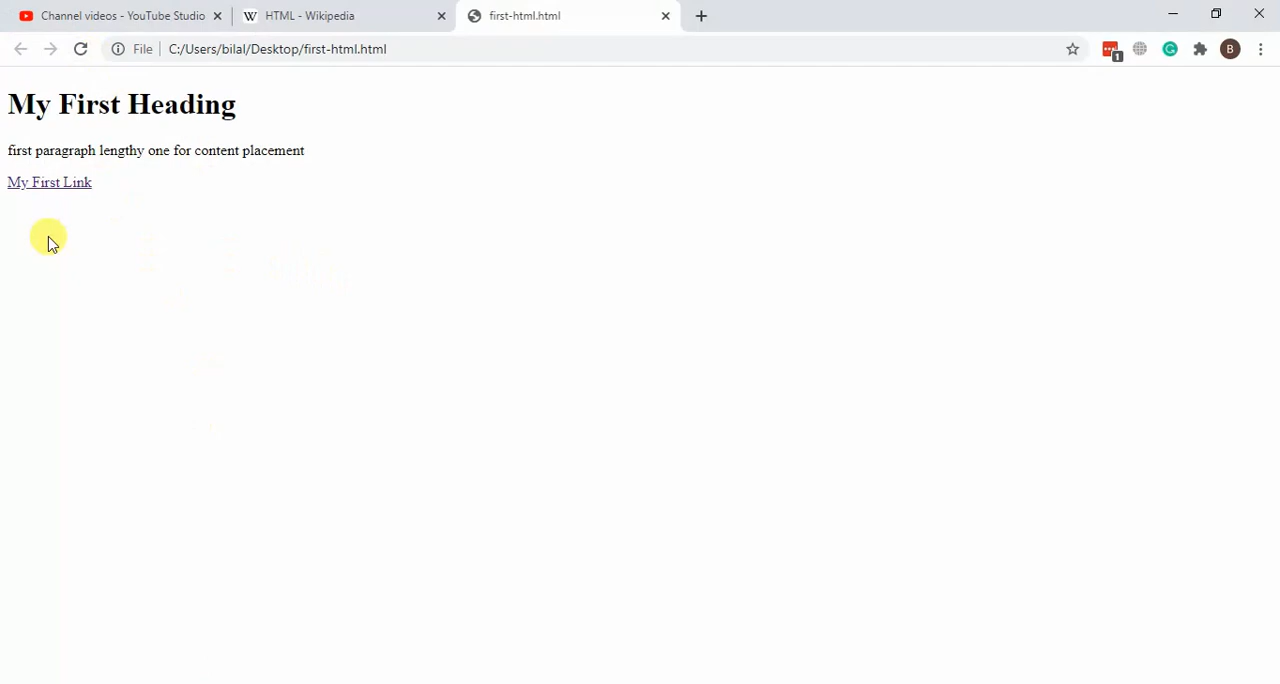 Channel videos - YouTube Studio
W HTML - Wikipedia
first-html.html
File
C:/Users/bilal/Desktop/first-html.html
1
B
My First Heading
first paragraph lengthy one for content placement
My First Link